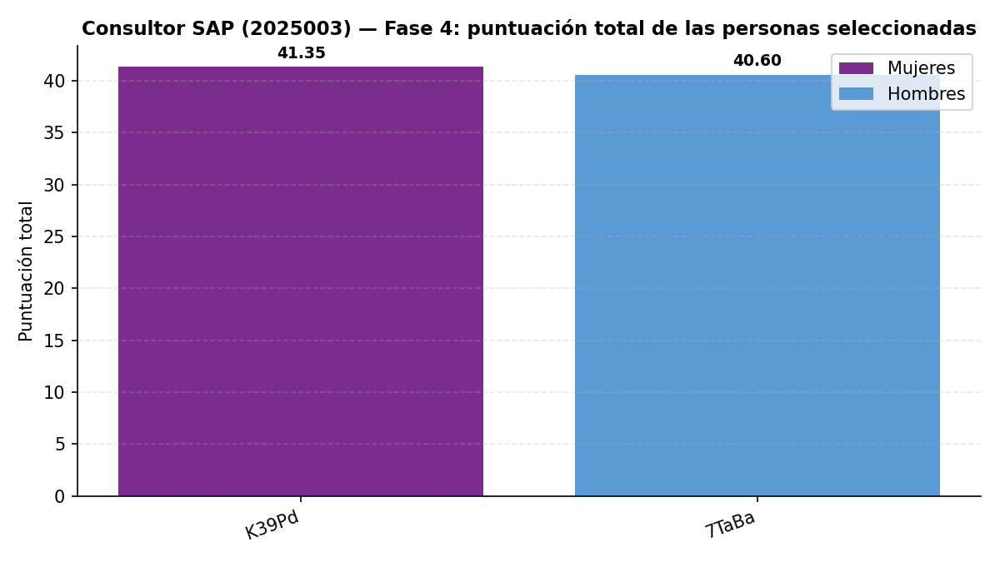 Consultor SAP (2025003) — Fase 4: puntuación total de las personas seleccionadas
41.35
40.60
Mujeres
Hombres
Puntuación total
40
35
30
25
20
15
10
5
0
K39Pd
7TaBa